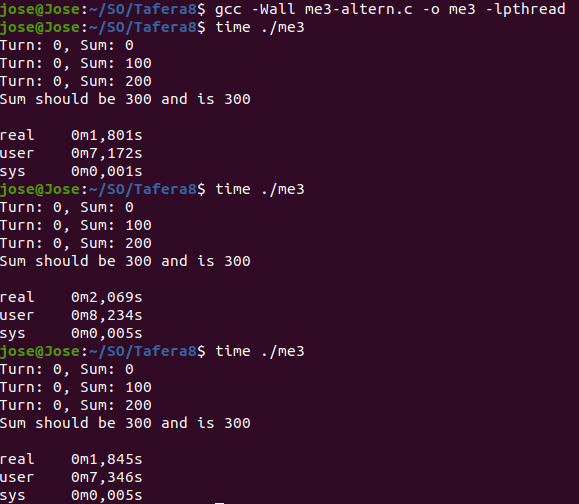 jose@Jose:~/SO/Tafera8$ gcc -Wall me3-altern.c -o me3 -lpthread
jose@Jose:~/SO/Tafera8$ time ./me3
Turn: 0, Sum: 0
Turn: 0, Sum: 100
Turn: 0, Sum: 200
Sum should be 300 and is 300
real 0m1,801s
user 0m7,172s
sys 0m0,001s
jose@Jose:~/SO/Tafera8$ time ./me3
Turn: 0, Sum: 0
Turn: 0, Sum: 100
Turn: 0, Sum: 200
Sum should be 300 and is 300
real 0m2,069s
user 0m8,234s
sys 0m0,005s
jose@Jose:~/SO/Tafera8$ time ./me3
Turn: 0, Sum: 0
Turn: 0, Sum: 100
Turn: 0, Sum: 200
Sum should be 300 and is 300
real 0m1,845s
user 0m7,346s
sys 0m0,005s